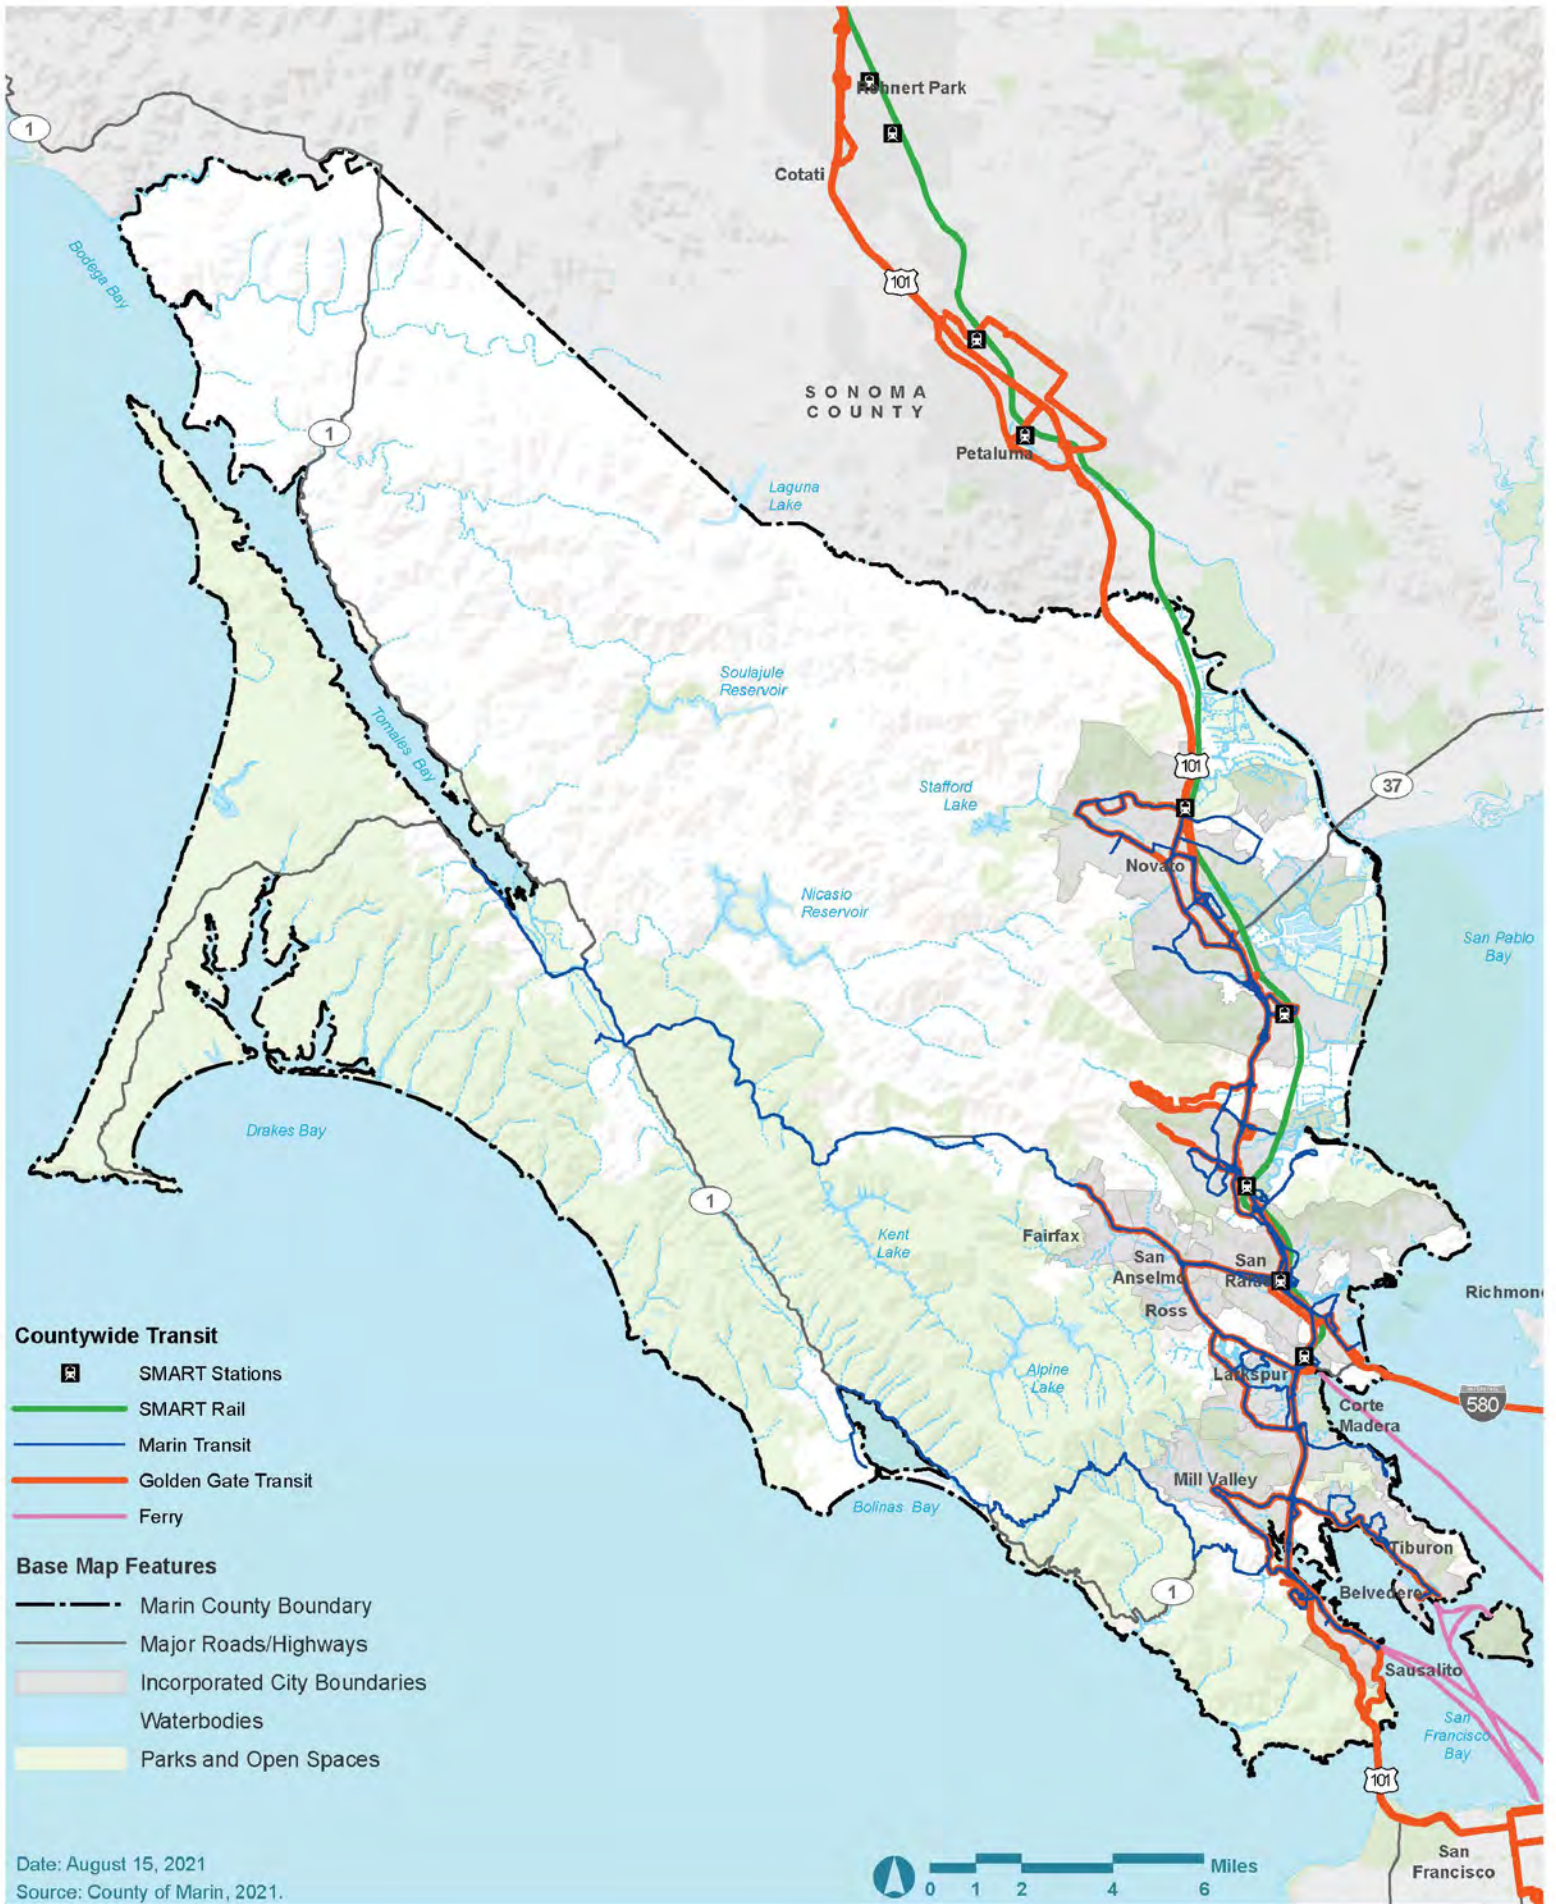 Rohnert Park
1
Cotati
Bodega Bay
101
SONOMA
COUNTY
1
Petaluma
Laguna
Lake
Soulajule
Reservoir
Tomales Bay
101
37
Stafford
Lake
Novato
Nicasio
Reservoir
San Pablo
Bay
Drakes Bay
1
Kent
Lake
Fairfax
San
Anselmo
San
Rafael
Richmond
Ross
Countywide Transit
SMART Stations
SMART Rail
Marin Transit
Golden Gate Transit
Ferry
Alpine
Lake
Larkspur
Corte
Madera
INTERSTATE
580
Mill Valley
Bolinas Bay
Tiburon
Belvedere
1
Base Map Features
Marin County Boundary
Major Roads/Highways
Incorporated City Boundaries
Waterbodies
Parks and Open Spaces
Sausalito
San
Francisco
Bay
101
San
Francisco
Date: August 15, 2021
Source: County of Marin, 2021.
Miles
0 1 2 4 6